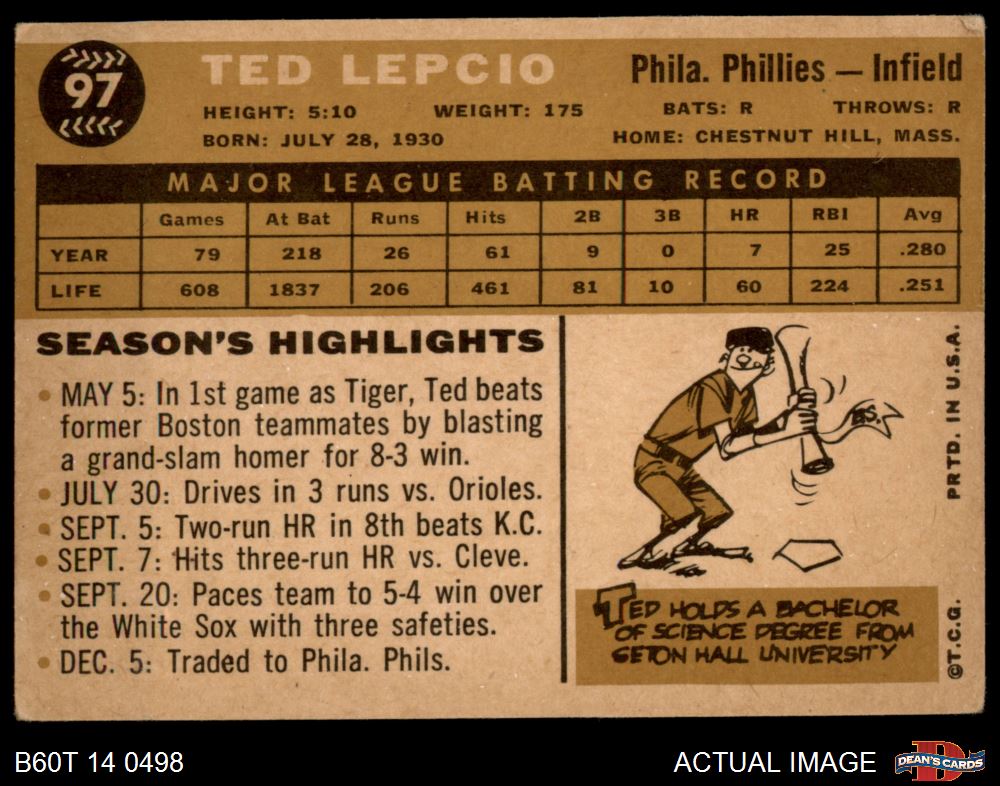 97
TED LEPCIO
Phila. Phillies — Infield
HEIGHT: 5:10 WEIGHT: 175 BATS: R THROWS: R
BORN: JULY 28, 1930 HOME: CHESTNUT HILL, MASS.
MAJOR LEAGUE BATTING RECORD
Games At Bat Runs Hits 2B 3B HR RBI Avg
YEAR 79 218 26 61 9 0 7 25 .280
LIFE 608 1837 206 461 81 10 60 224 .251
SEASON'S HIGHLIGHTS
• MAY 5: In 1st game as Tiger, Ted beats
former Boston teammates by blasting
a grand-slam homer for 8-3 win.
• JULY 30: Drives in 3 runs vs. Orioles.
• SEPT. 5: Two-run HR in 8th beats K.C.
• SEPT. 7: Hits three-run HR vs. Cleve.
• SEPT. 20: Paces team to 5-4 win over
the White Sox with three safeties.
• DEC. 5: Traded to Phila. Phils.
B.S.
TED HOLDS A BACHELOR
OF SCIENCE DEGREE FROM
SETON HALL UNIVERSITY
PRTD. IN U.S.A.
©T.C.G.
B60T 14 0498
ACTUAL IMAGE
DEAN'S CARDS